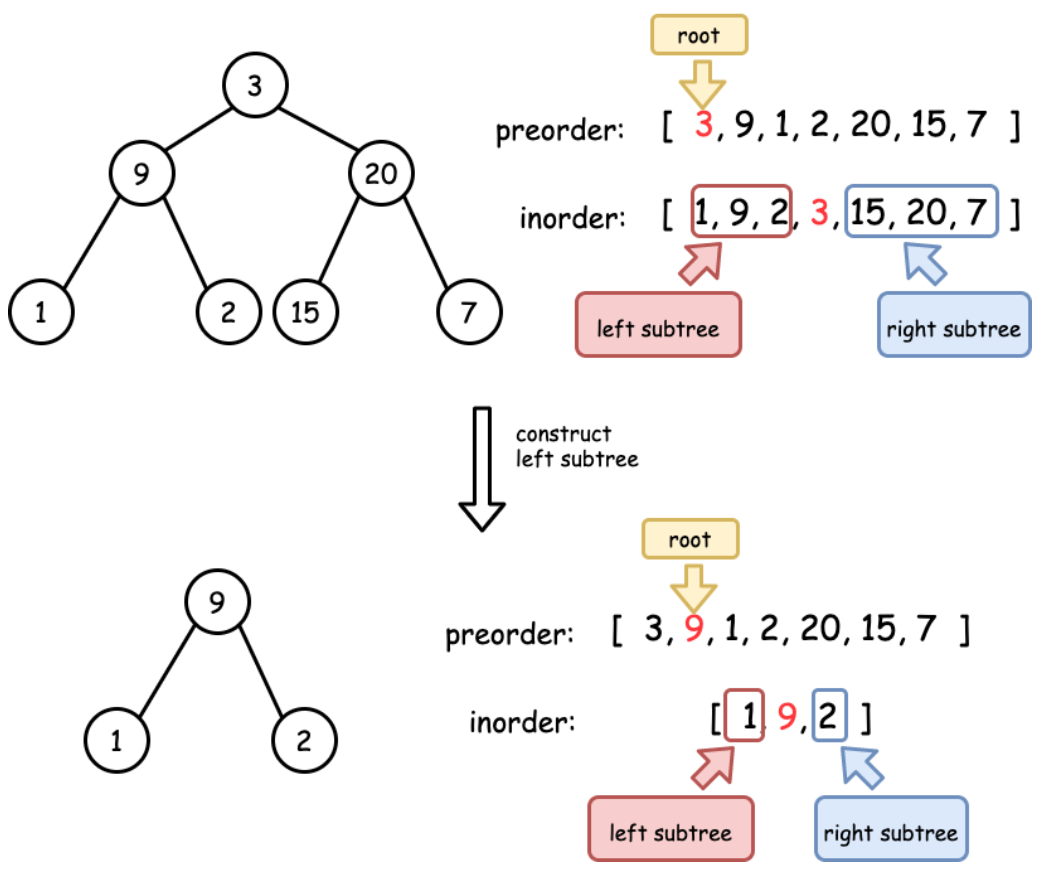 root
3
preorder: [ 3, 9, 1, 2, 20, 15, 7 ]
9
20
inorder: [ 1, 9, 2, 3, 15, 20, 7 ]
1
2
15
7
left subtree
right subtree
construct
left subtree
root
9
preorder: [ 3, 9, 1, 2, 20, 15, 7 ]
1
2
inorder: [ 1, 9, 2 ]
left subtree
right subtree